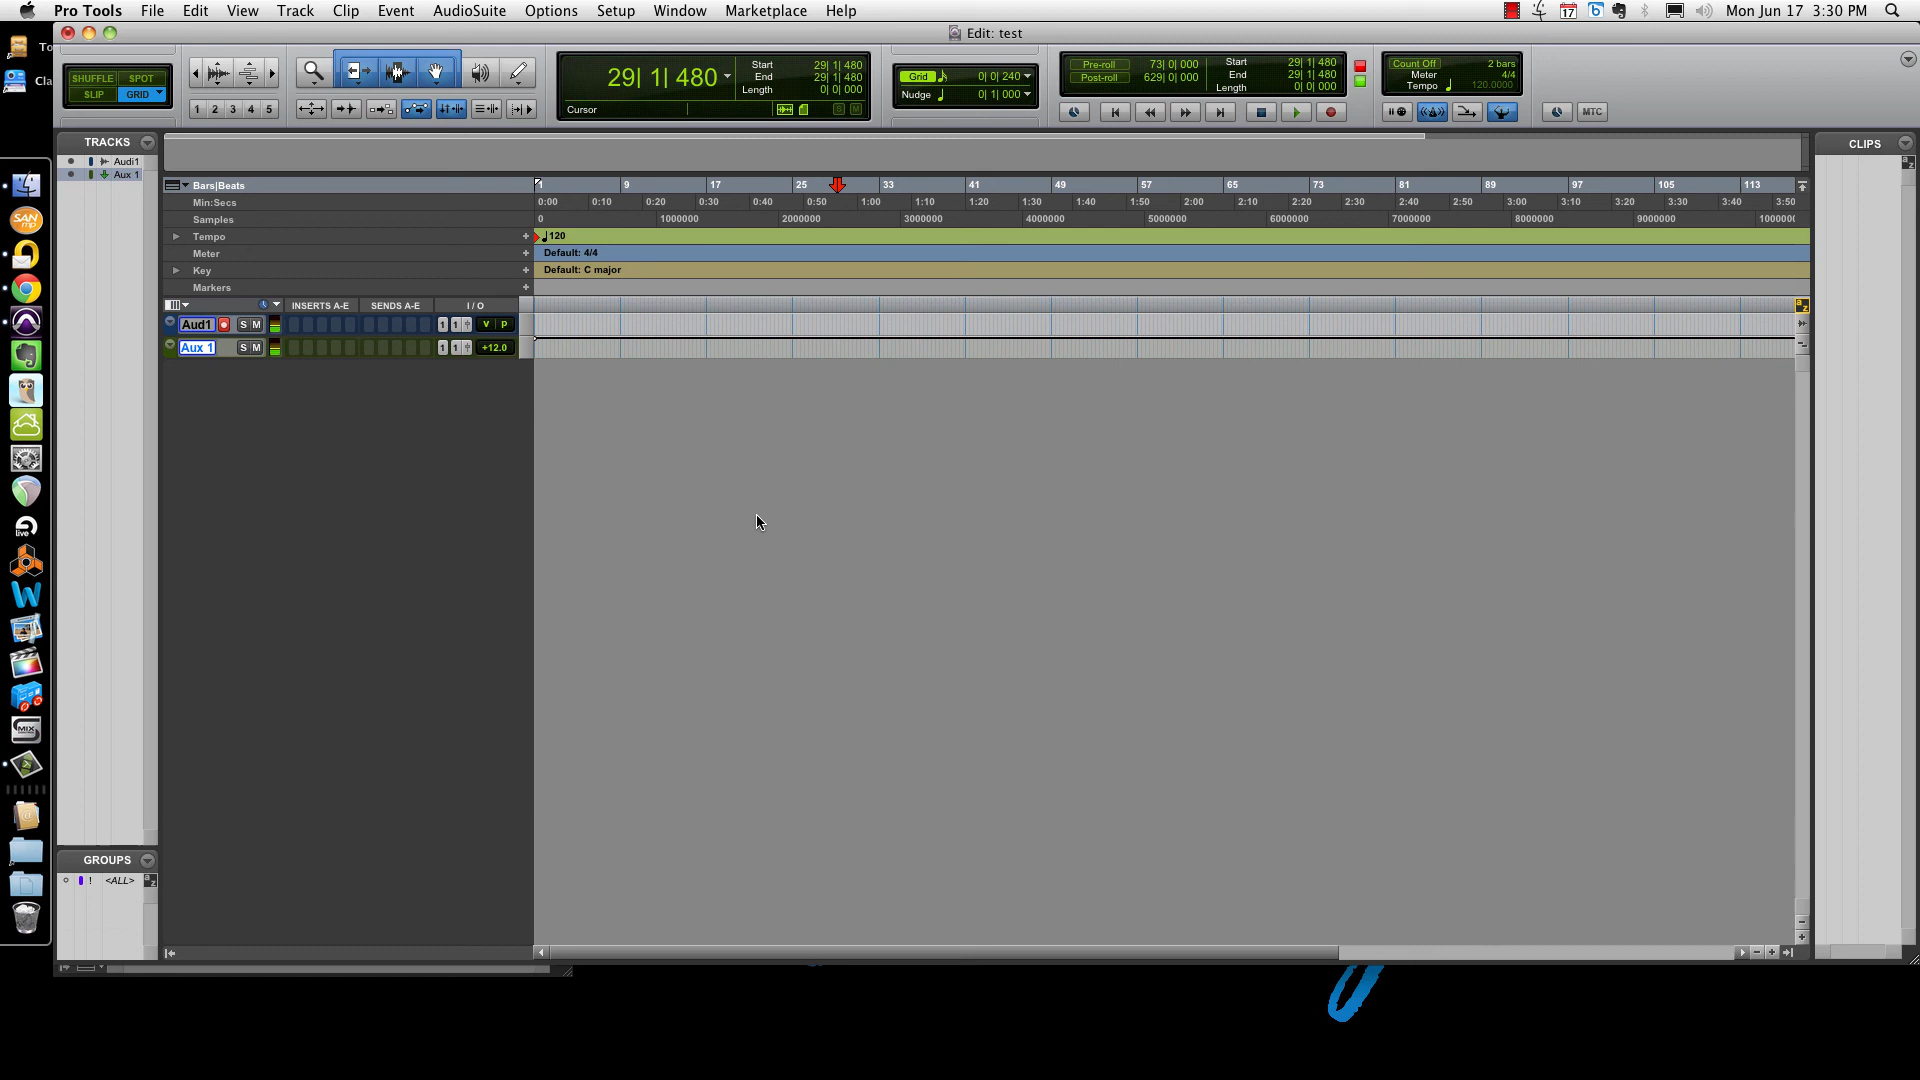 Pro Tools File Edit View Track Clip Event AudioSuite Options Setup Window Marketplace Help
17 Mon Jun 17 3:30 PM
Edit: test
To
Cla
SHUFFLE SPOT
SLIP GRID
1 2 3 4 5
29| 1| 480
Start 29| 1| 480
End 29| 1| 480
Length 0| 0| 000
Cursor
S M
Grid 0| 0| 240
Nudge 0| 1| 000
Pre-roll 73| 0| 000
Post-roll 629| 0| 000
Start 29| 1| 480
End 29| 1| 480
Length 0| 0| 000
Count Off 2 bars
Meter 4/4
Tempo 120.0000
MTC
TRACKS
Audi1
Aux 1
CLIPS
a z
Bars|Beats 1 9 17 25 33 41 49 57 65 73 81 89 97 105 113
Min:Secs 0:00 0:10 0:20 0:30 0:40 0:50 1:00 1:10 1:20 1:30 1:40 1:50 2:00 2:10 2:20 2:30 2:40 2:50 3:00 3:10 3:20 3:30 3:40 3:50
Samples 0 1000000 2000000 3000000 4000000 5000000 6000000 7000000 8000000 9000000 1000000
Tempo + 120
Meter + Default: 4/4
Key + Default: C major
Markers +
INSERTS A-E SENDS A-E I / O
a z
Aud1 S M 1 1 V P
Aux 1 S M 1 1 +12.0
SAN
mp
live
W
MIX
GROUPS
! <ALL> a z